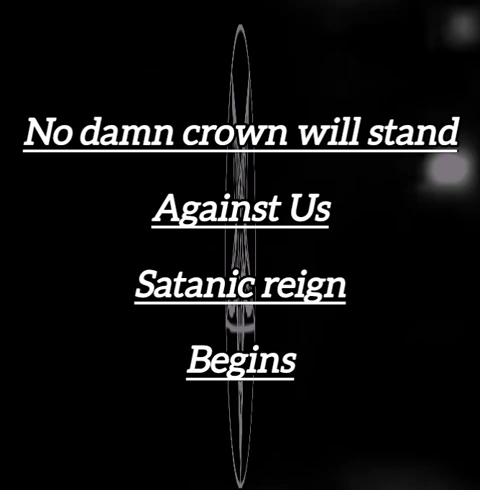 No damn crown will stand
Against Us
Satanic reign
Begins